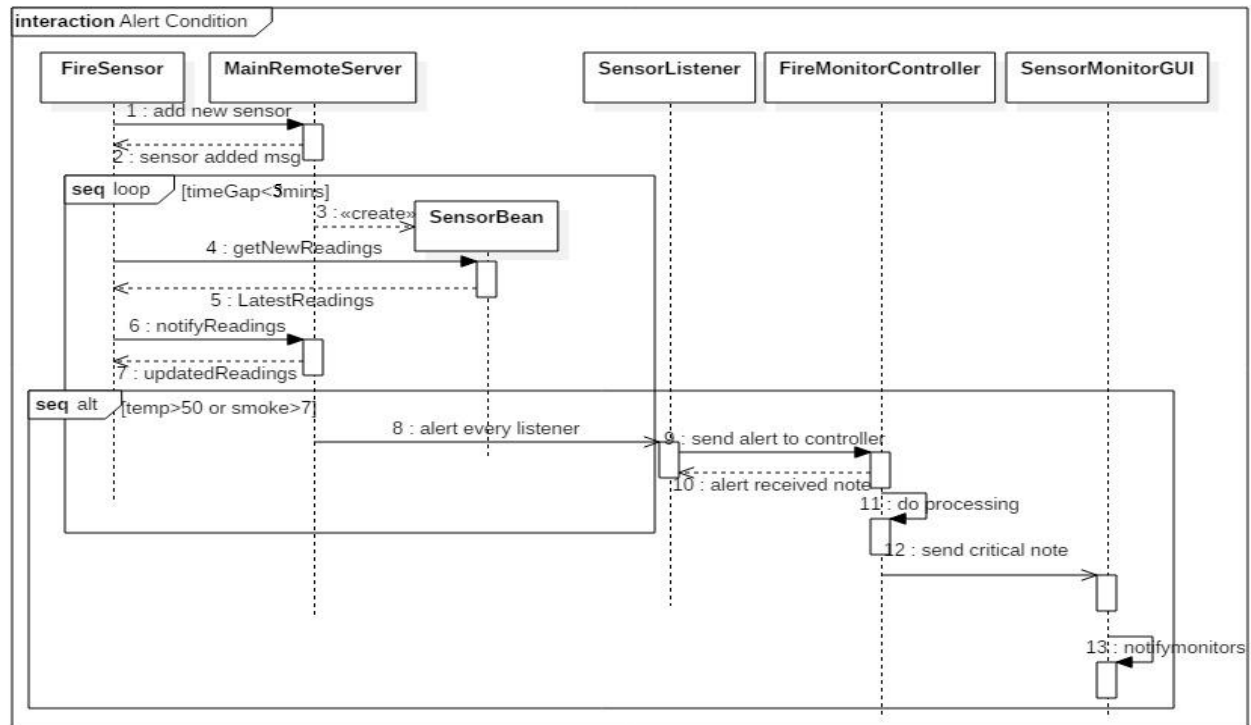 interaction Alert Condition
FireSensor
MainRemoteServer
SensorListener
FireMonitorController
SensorMonitorGUI
1 : add new sensor
2 : sensor added msg
seq loop
[timeGap<5mins]
3 : «create»
SensorBean
4 : getNewReadings
5 : LatestReadings
6 : notifyReadings
7 : updatedReadings
seq alt
[temp>50 or smoke>7]
8 : alert every listener
9 : send alert to controller
10 : alert received note
11 : do processing
12 : send critical note
13 : notifymonitors